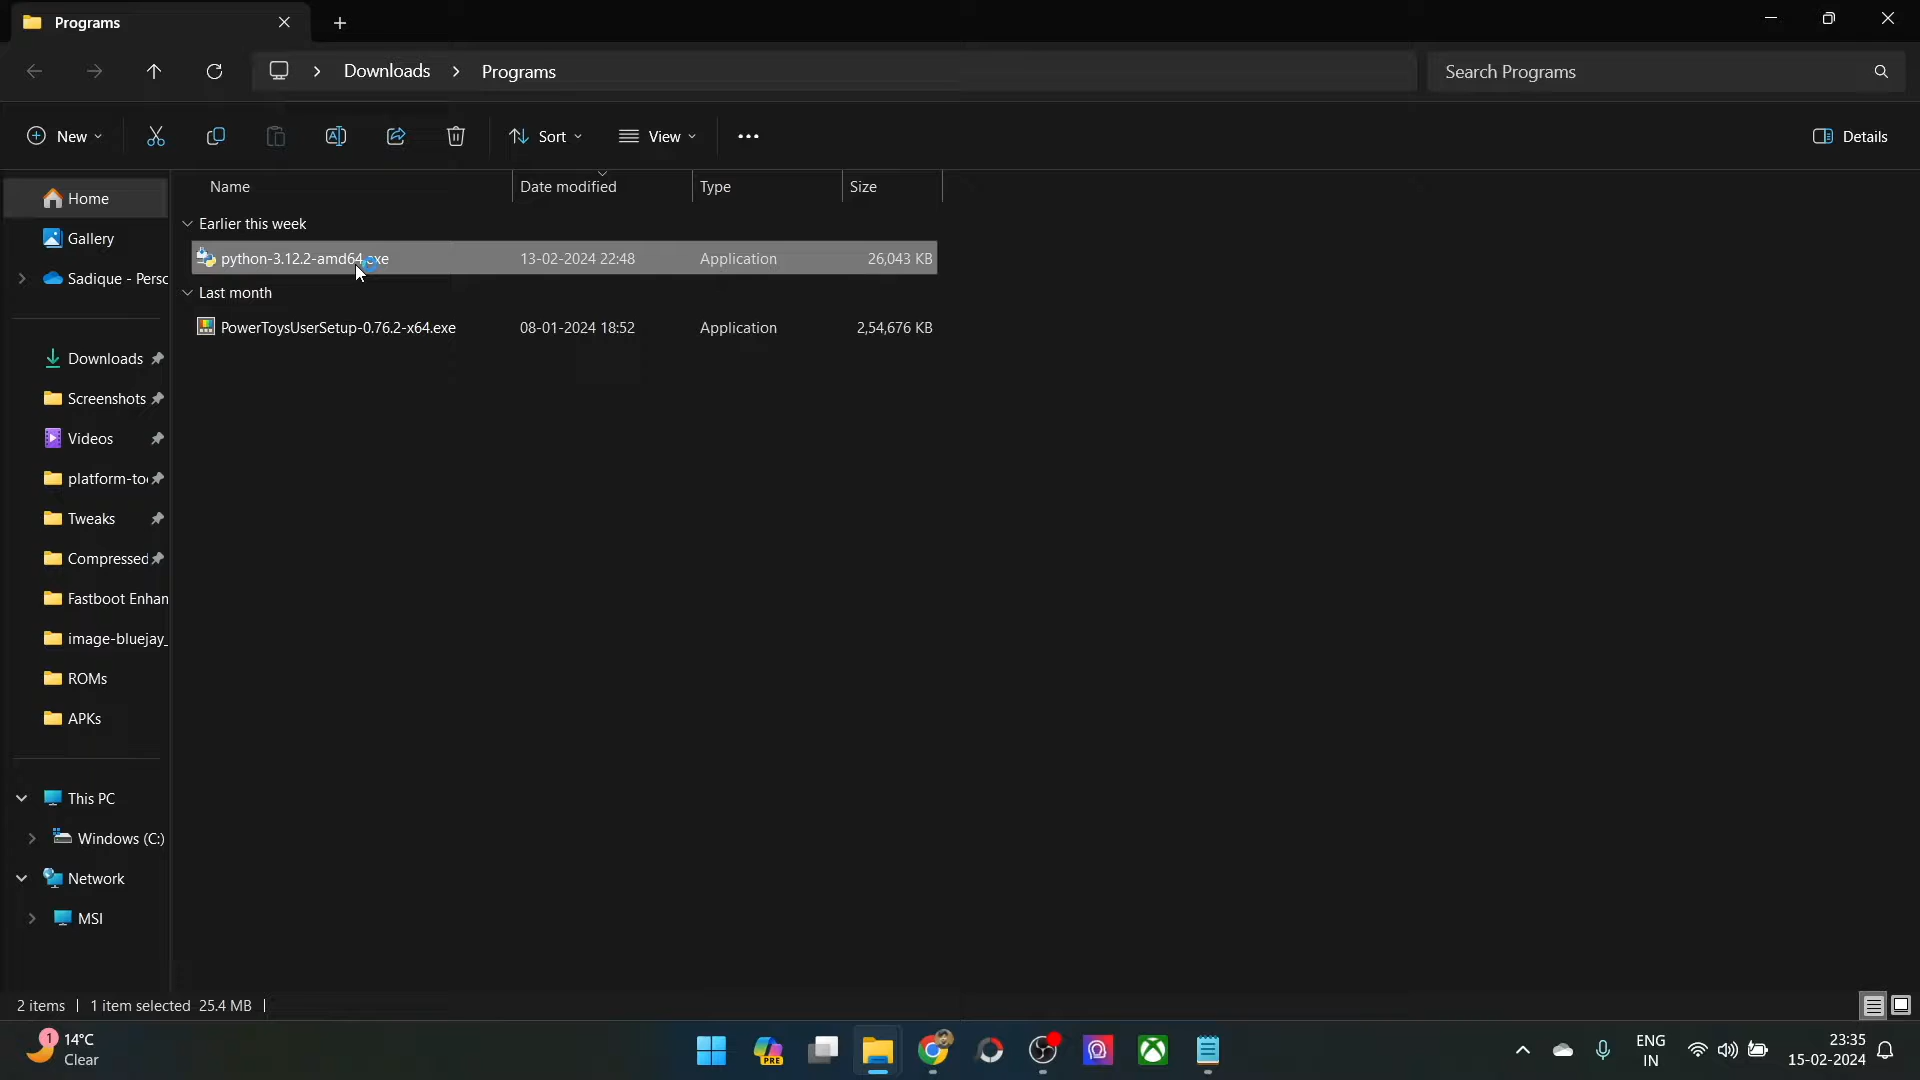 Programs
Downloads > Programs
Search Programs
New
Sort
View
Details
Name Date modified Type Size
Home
Gallery
Sadique - Perso
Downloads
Screenshots
Videos
platform-to
Tweaks
Compressed
Fastboot Enhan
image-bluejay_
ROMs
APKs
This PC
Windows (C:)
Network
MSI
Earlier this week
python-3.12.2-amd64.exe 13-02-2024 22:48 Application 26,043 KB
Last month
PowerToysUserSetup-0.76.2-x64.exe 08-01-2024 18:52 Application 2,54,676 KB
2 items 1 item selected 25.4 MB
1
14°C
Clear
PRE
ENG
IN
23:35
15-02-2024